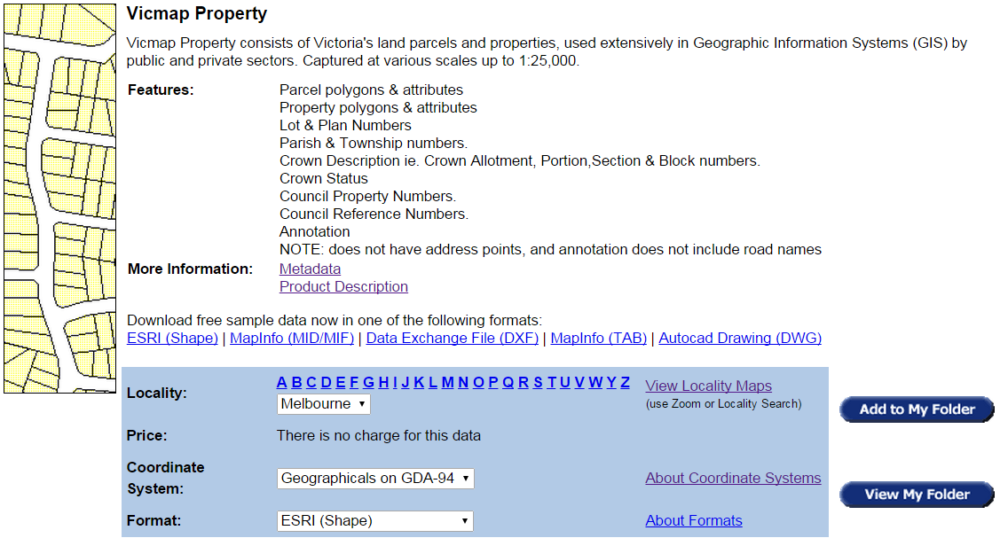 Vicmap Property
Vicmap Property consists of Victoria's land parcels and properties, used extensively in Geographic Information Systems (GIS) by
public and private sectors. Captured at various scales up to 1:25,000.
Features: Parcel polygons & attributes
Property polygons & attributes
Lot & Plan Numbers
Parish & Township numbers.
Crown Description ie. Crown Allotment, Portion,Section & Block numbers.
Crown Status
Council Property Numbers.
Council Reference Numbers.
Annotation
NOTE: does not have address points, and annotation does not include road names
More Information: Metadata
Product Description
Download free sample data now in one of the following formats:
ESRI (Shape) | MapInfo (MID/MIF) | Data Exchange File (DXF) | MapInfo (TAB) | Autocad Drawing (DWG)
A B C D E F G H I J K L M N O P Q R S T U V W Y Z
Locality: Melbourne View Locality Maps
(use Zoom or Locality Search)
Add to My Folder
Price: There is no charge for this data
Coordinate
System: Geographicals on GDA-94 About Coordinate Systems
View My Folder
Format: ESRI (Shape) About Formats